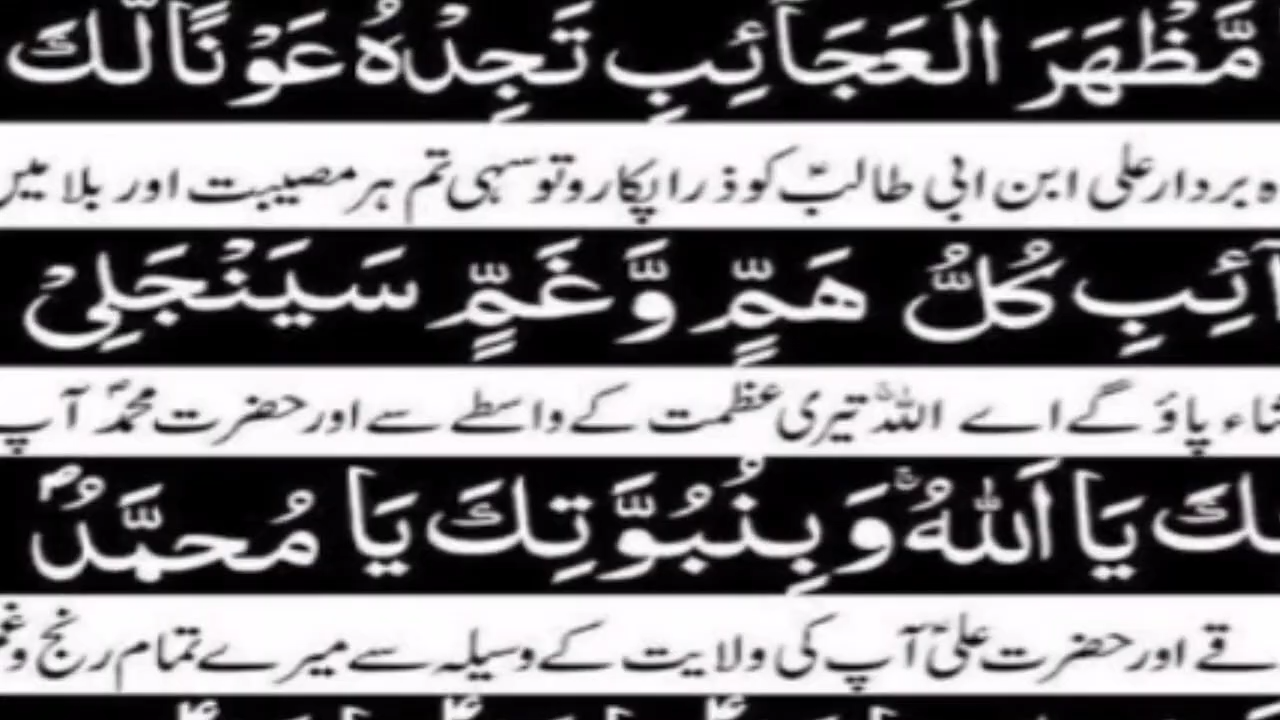 مَّظْهَرَ الْعَجَآئِبِ تَجِدْهُ عَوْنًا لَّكَ
ہ بردار علی ابن ابی طالبؑ کو ذرا پکارو تو سہی تم ہر مصیبت اور بلا میں
آئِبِ كُلُّ هَمٍّ وَّغَمٍّ سَيَنْجَلِيْ
ثناء پاؤ گے اے اللہ تیری عظمت کے واسطے سے اور حضرت محمدؐ آپ
كَ يَا اَللّٰهُ وَبِنُبُوَّتِكَ يَا مُحَمَّدُ
قے اور حضرت علیؑ آپ کی ولایت کے وسیلہ سے میرے تمام رنج و غم